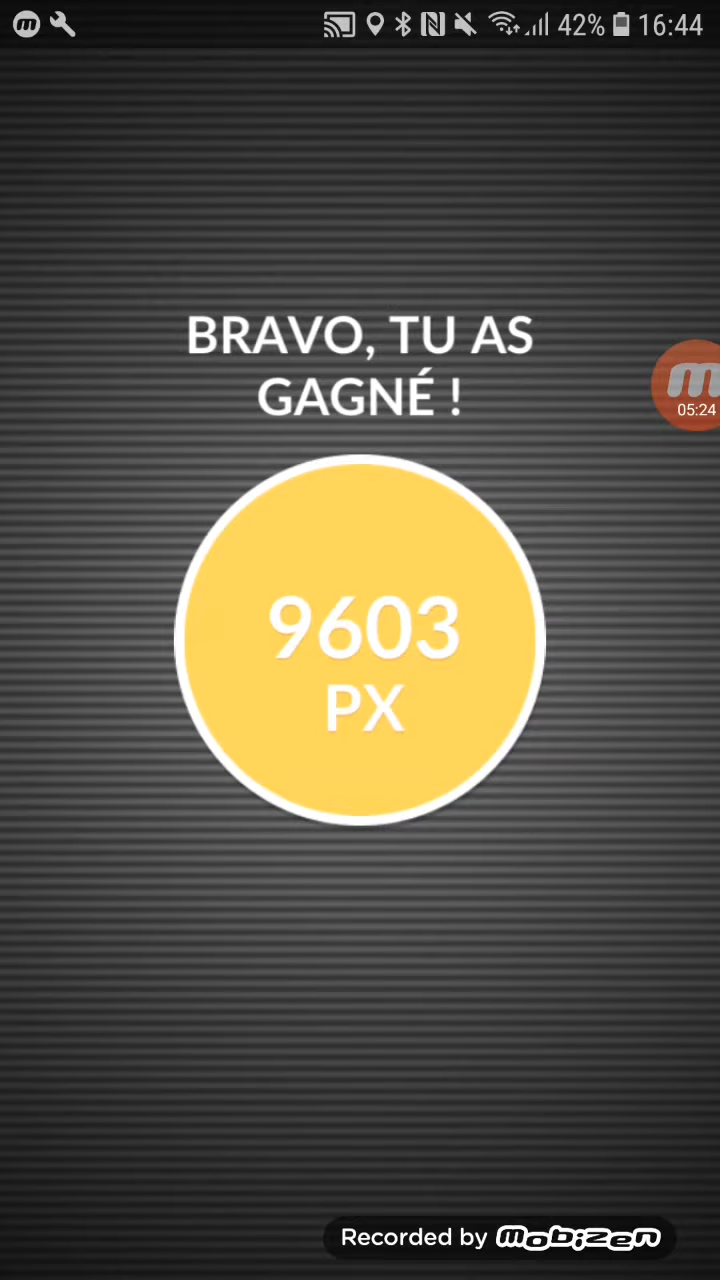 42% 16:44
BRAVO, TU AS
GAGNÉ !
m
05:24
9603
PX
Recorded by mobizen